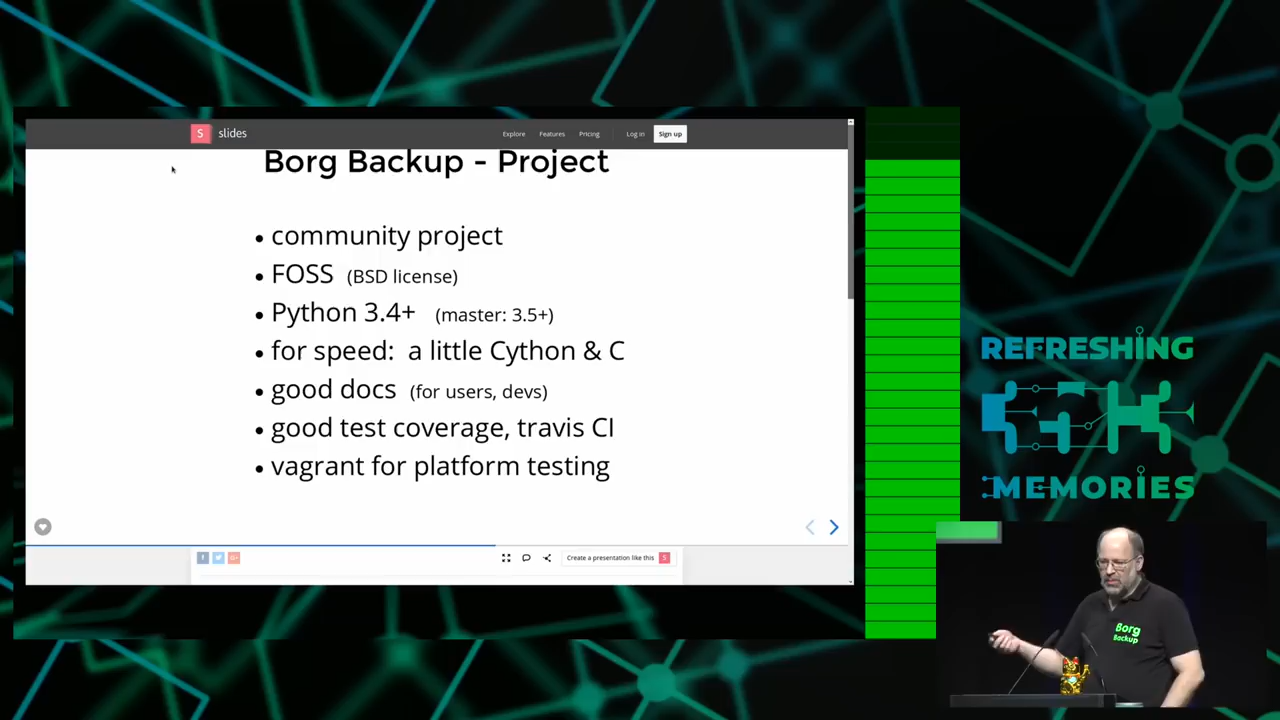 S slides
Explore Features Pricing Log in Sign up
Borg Backup - Project
• community project
• FOSS (BSD license)
• Python 3.4+ (master: 3.5+)
• for speed: a little Cython & C
• good docs (for users, devs)
• good test coverage, travis CI
• vagrant for platform testing
Create a presentation like this S
REFRESHING
MEMORIES
Borg
Backup